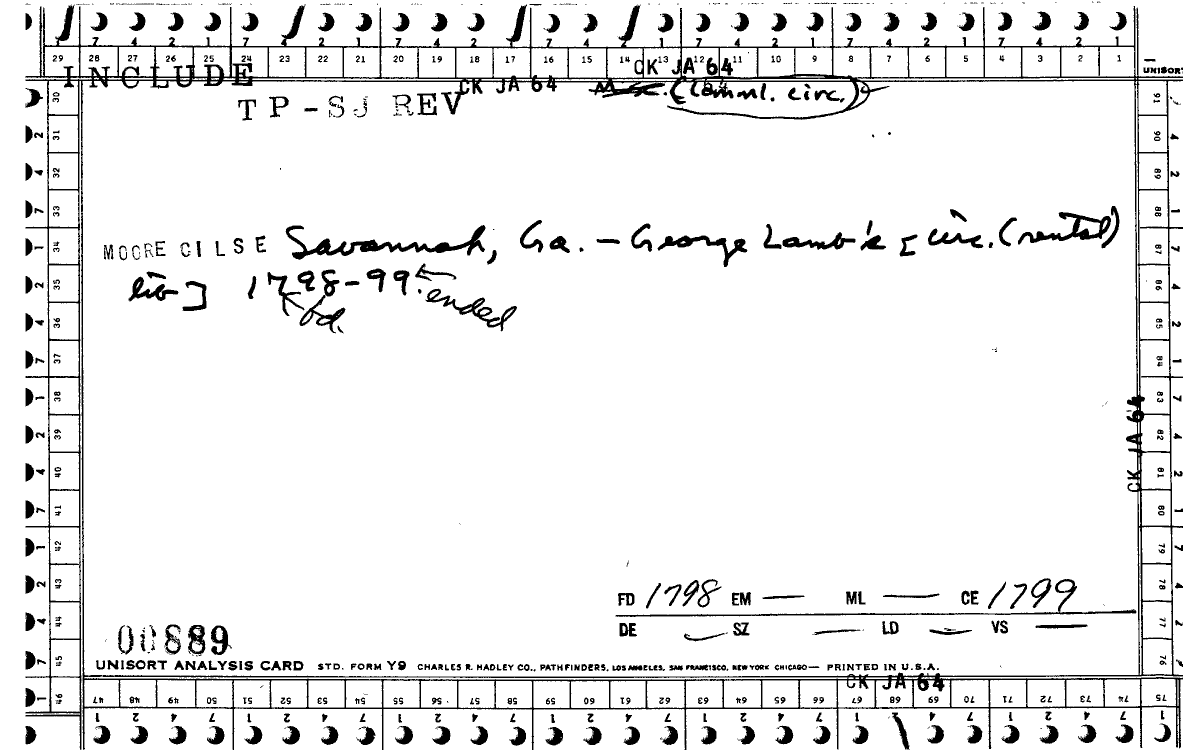 7 4 2 1 7 4 2 1 7 4 2 1 7 4 2 1 7 4 2 1 7 4 2 1
29 28 27 26 25 24 23 22 21 20 19 18 17 16 15 14 13 12 11 10 9 8 7 6 5 4 3 2 1
UNISORT
INCLUDE CK JA 64
TP-SJ REV CK JA 64 (Comml. circ.)
MOORE CILSE Savannah, Ga. - George Lamb's [circ. (rental)
lib] 1798-99. ended
fd.
CK JA 64
FD 1798 EM — ML — CE 1799
DE SZ — LD VS —
00889
UNISORT ANALYSIS CARD STD. FORM Y9 CHARLES R. HADLEY CO., PATHFINDERS, LOS ANGELES, SAN FRANCISCO, NEW YORK CHICAGO— PRINTED IN U.S.A.
CK JA 64
30 31 32 33 34 35 36 37 38 39 40 41 42 43 44 45 46
47 48 49 50 51 52 53 54 55 56 57 58 59 60 61 62 63 64 65 66 67 68 69 70 71 72 73 74 75
91 90 89 88 87 86 85 84 83 82 81 80 79 78 77 76